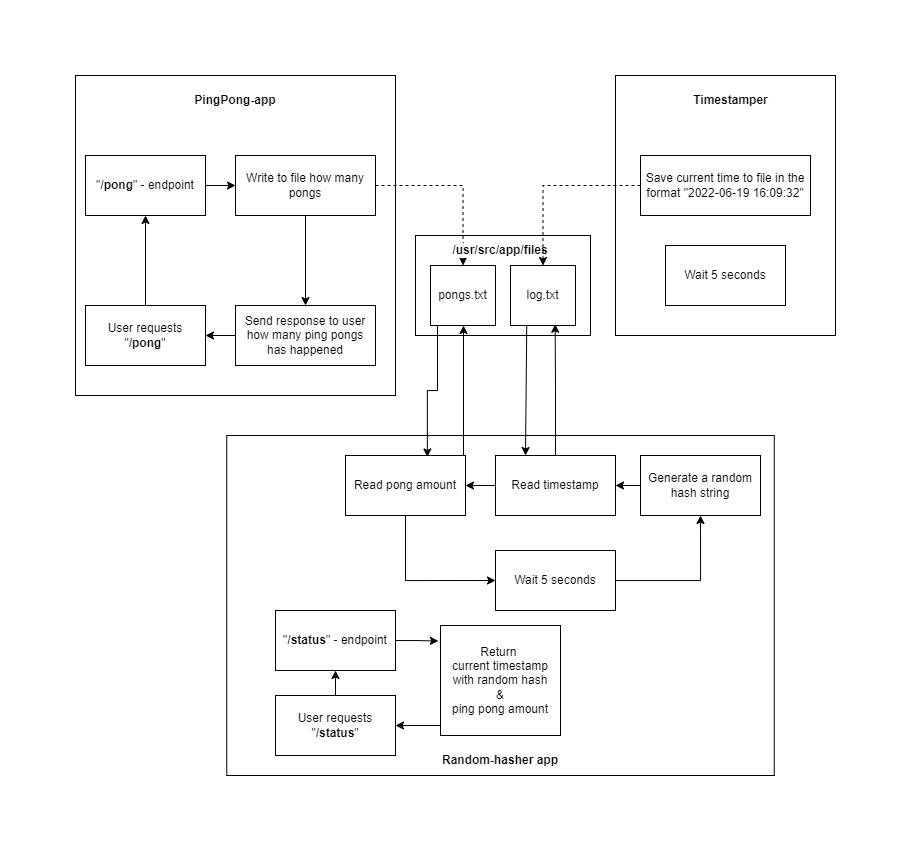 PingPong-app
Timestamper
"/pong" - endpoint
Write to file how many
pongs
Save current time to file in the
format "2022-06-19 16:09:32"
/usr/src/app/files
Wait 5 seconds
pongs.txt
log.txt
User requests
"/pong"
Send response to user
how many ping pongs
has happened
Read pong amount
Read timestamp
Generate a random
hash string
Wait 5 seconds
"/status" - endpoint
Return
current timestamp
with random hash
&
ping pong amount
User requests
"/status"
Random-hasher app